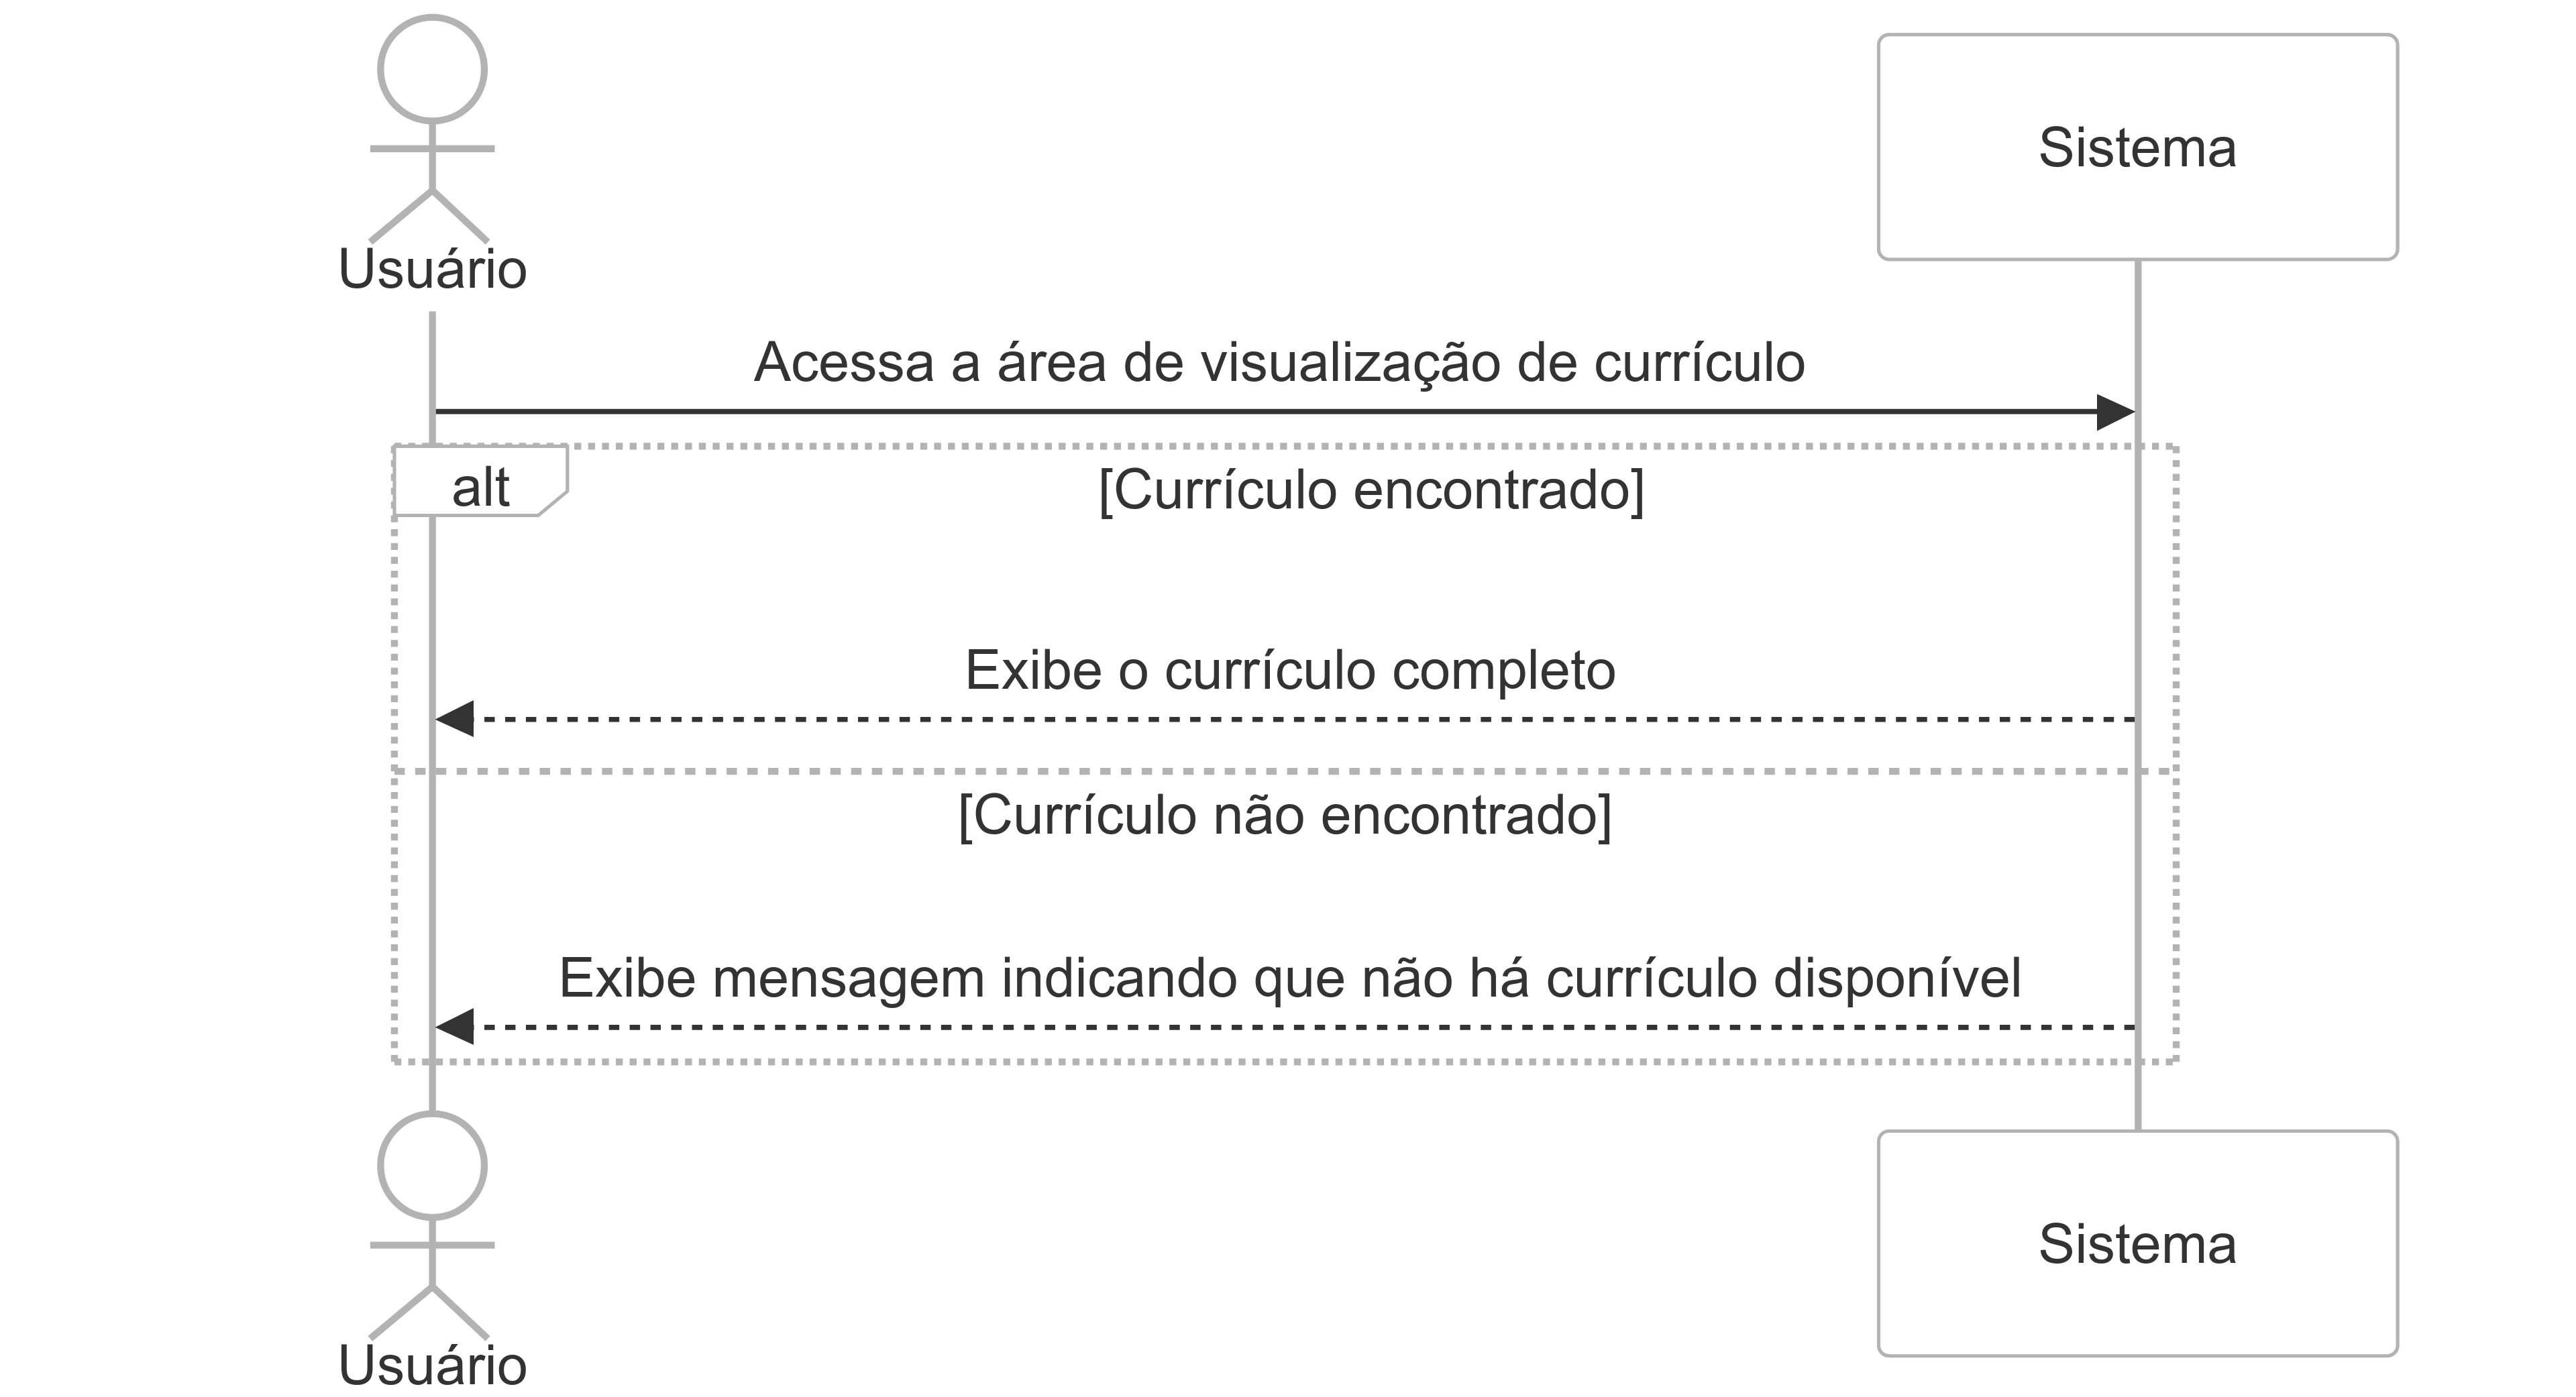 Usuário
Sistema
Acessa a área de visualização de currículo
alt
[Currículo encontrado]
Exibe o currículo completo
[Currículo não encontrado]
Exibe mensagem indicando que não há currículo disponível
Usuário
Sistema